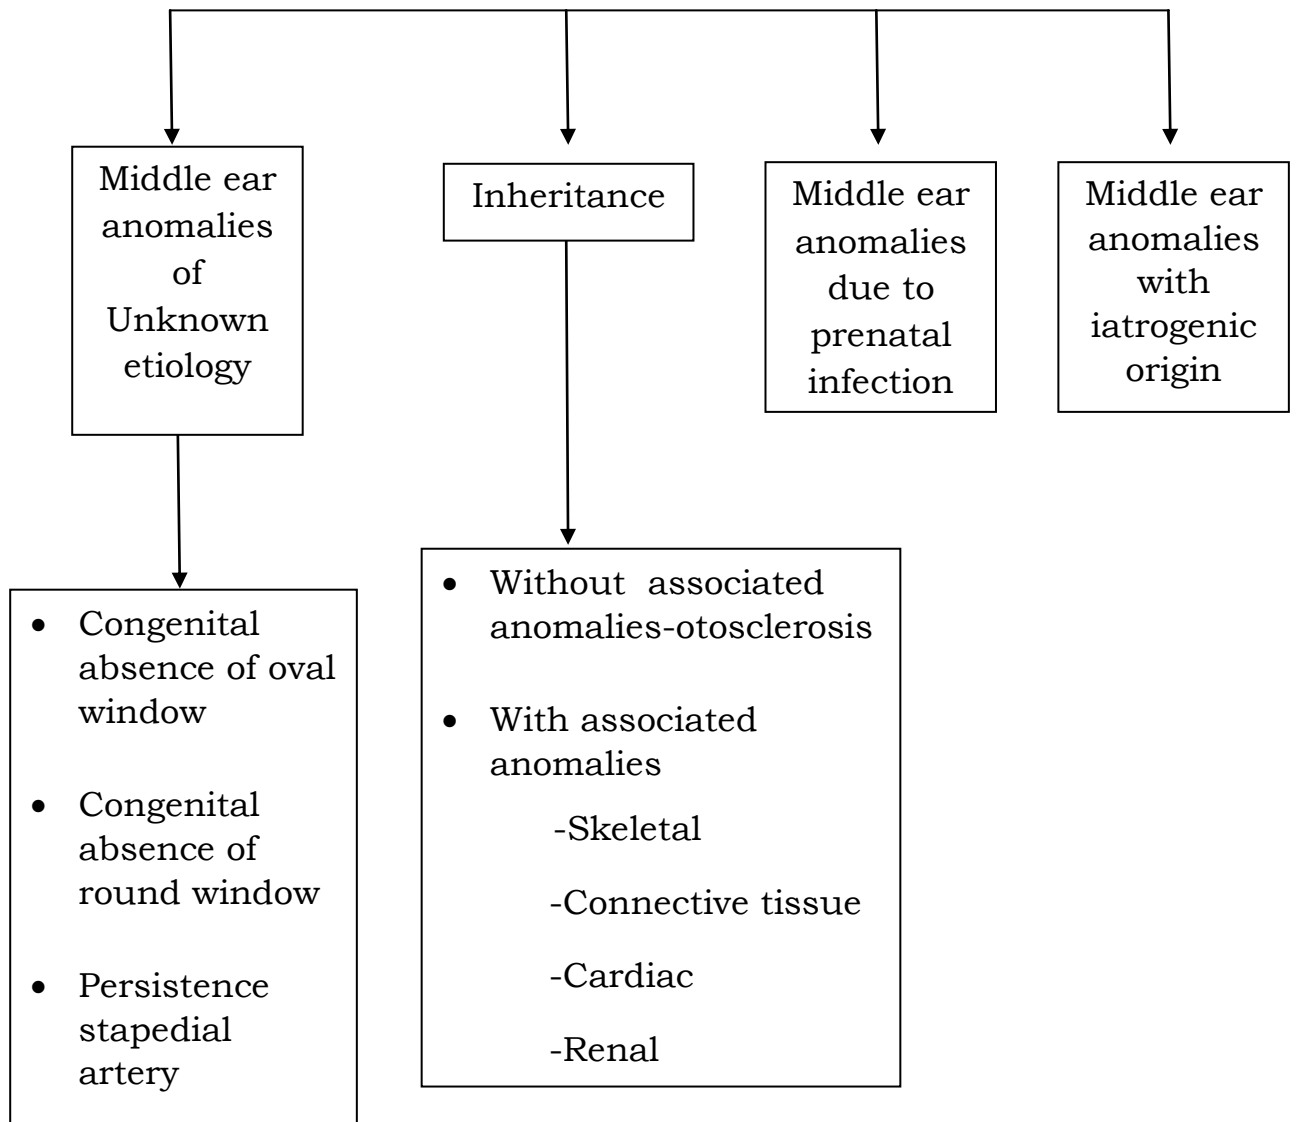 Middle ear
anomalies
of
Unknown
etiology
Inheritance
Middle ear
anomalies
due to
prenatal
infection
Middle ear
anomalies
with
iatrogenic
origin
• Congenital
absence of oval
window
• Congenital
absence of
round window
• Persistence
stapedial
artery
• Without associated
anomalies-otosclerosis
• With associated
anomalies
-Skeletal
-Connective tissue
-Cardiac
-Renal